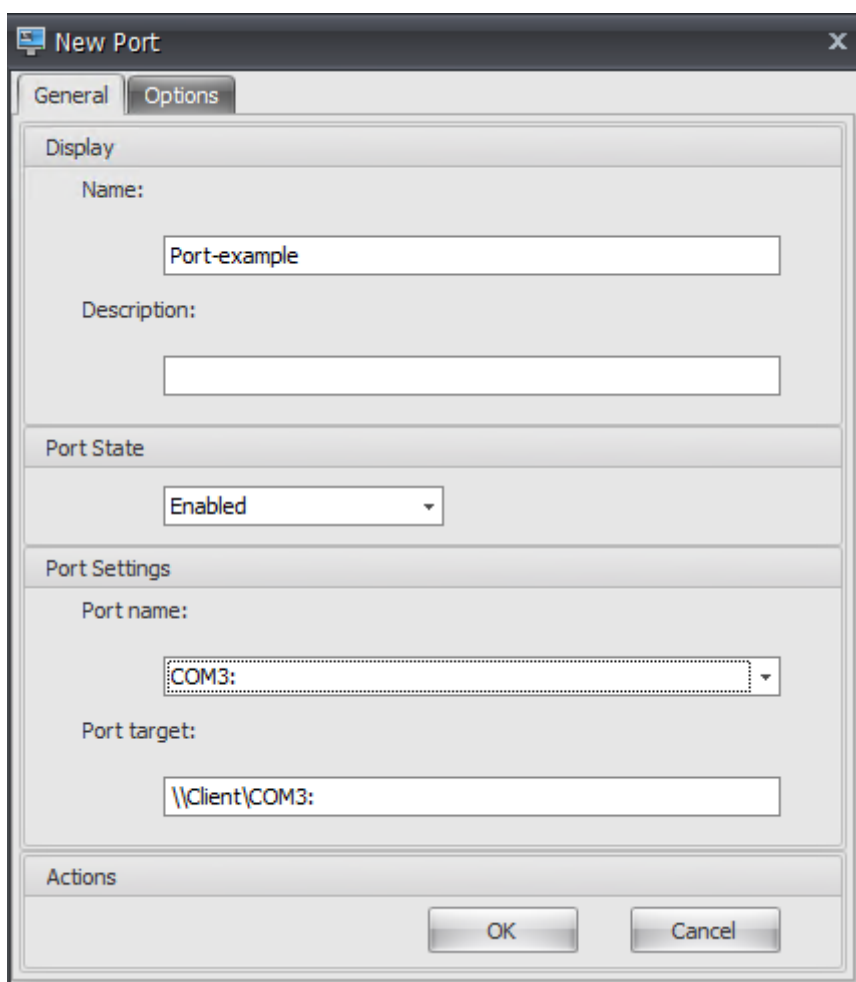 New Port
General Options
Display
Name:
Port-example
Description:
Port State
Enabled
Port Settings
Port name:
COM3:
Port target:
\\Client\COM3:
Actions
OK Cancel